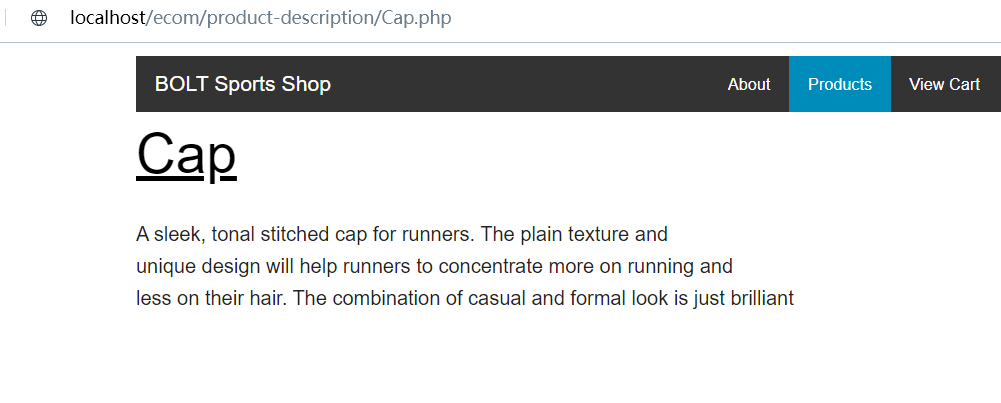 localhost/ecom/product-description/Cap.php
BOLT Sports Shop About Products View Cart
Cap
A sleek, tonal stitched cap for runners. The plain texture and
unique design will help runners to concentrate more on running and
less on their hair. The combination of casual and formal look is just brilliant